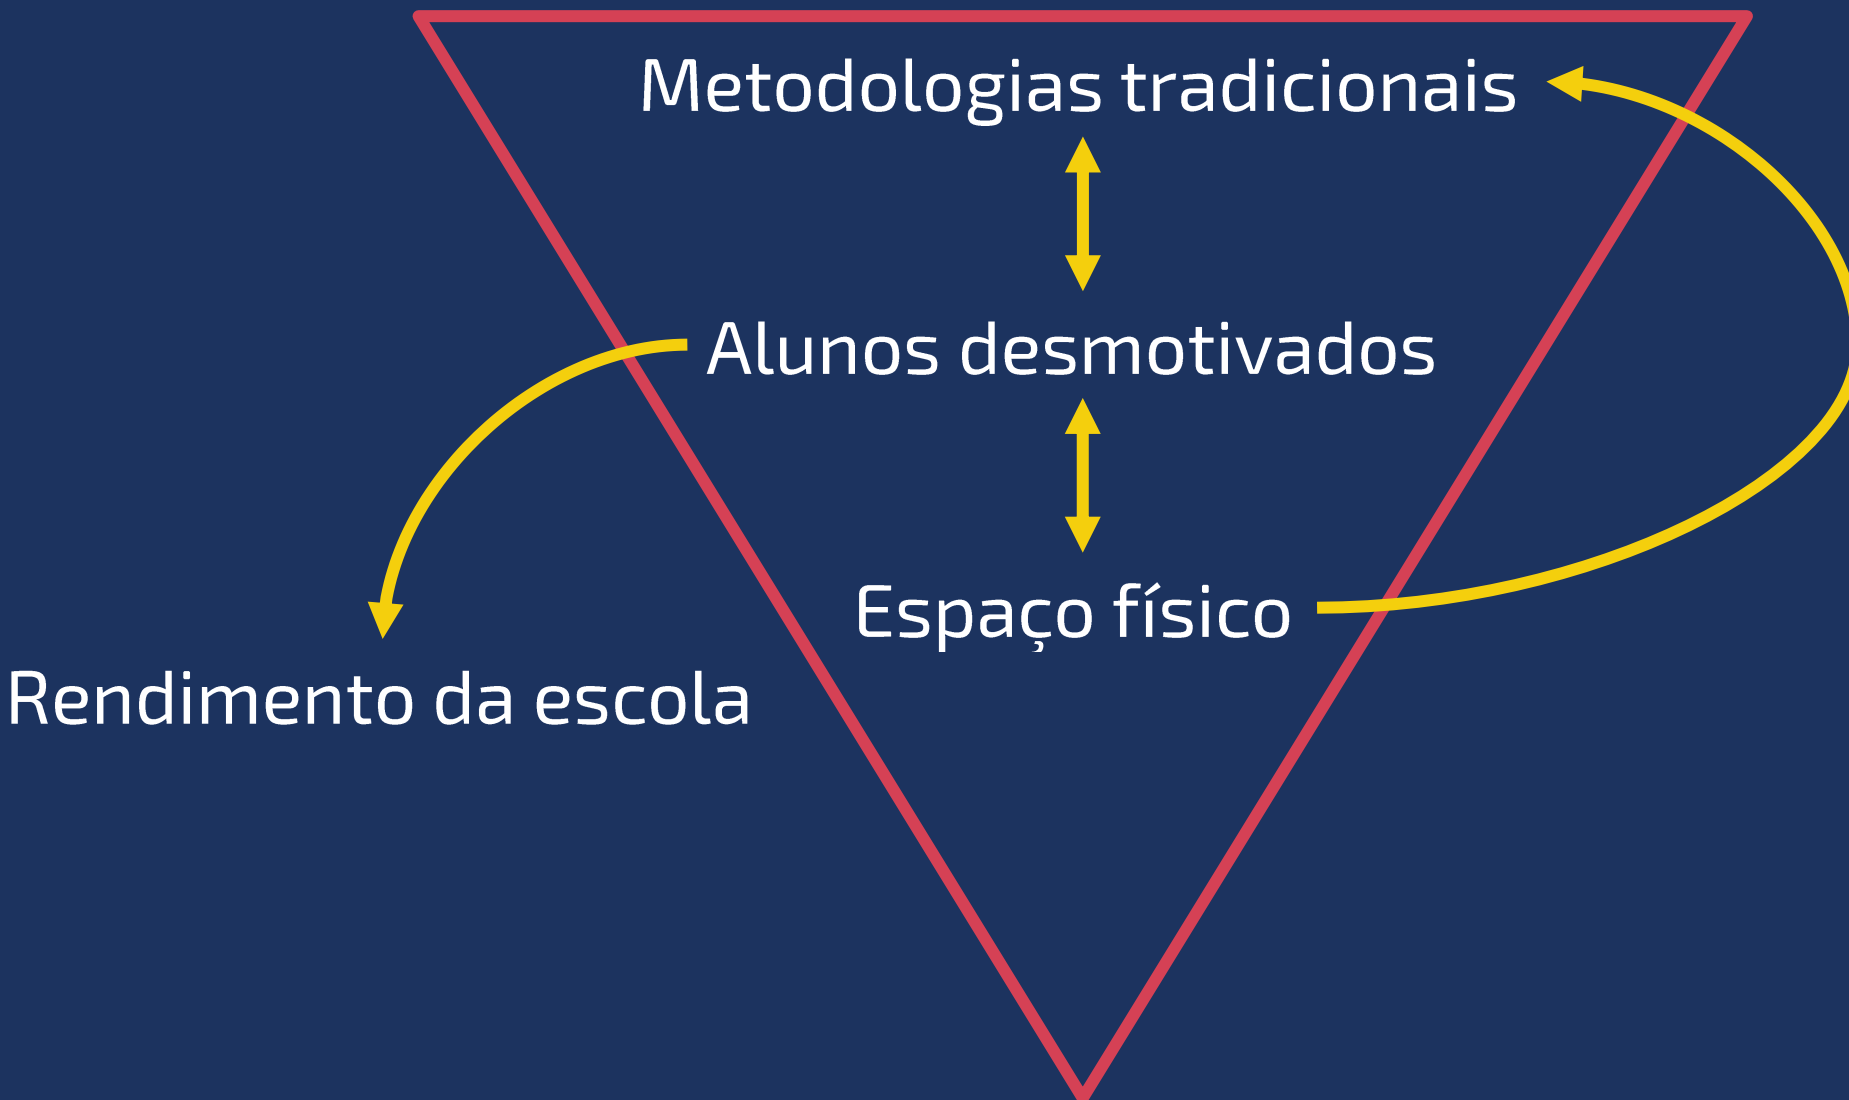 Metodologias tradicionais
Alunos desmotivados
Espaço físico
Rendimento da escola